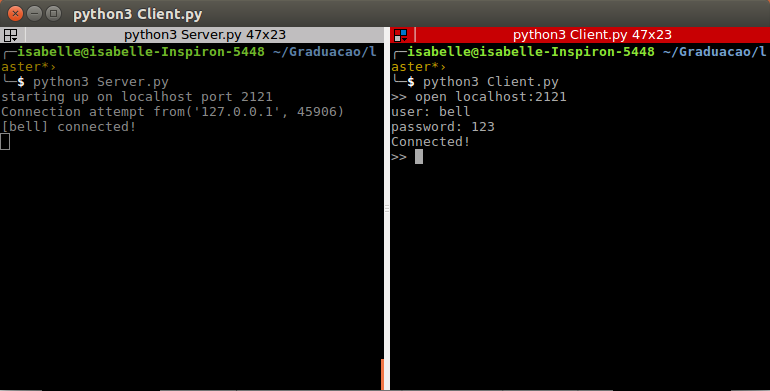 python3 Client.py
python3 Server.py 47x23
isabelle@isabelle-Inspiron-5448 ~/Graduacao/l
aster*›
$ python3 Server.py
starting up on localhost port 2121
Connection attempt from('127.0.0.1', 45906)
[bell] connected!
python3 Client.py 47x23
isabelle@isabelle-Inspiron-5448 ~/Graduacao/l
aster*›
$ python3 Client.py
>> open localhost:2121
user: bell
password: 123
Connected!
>>